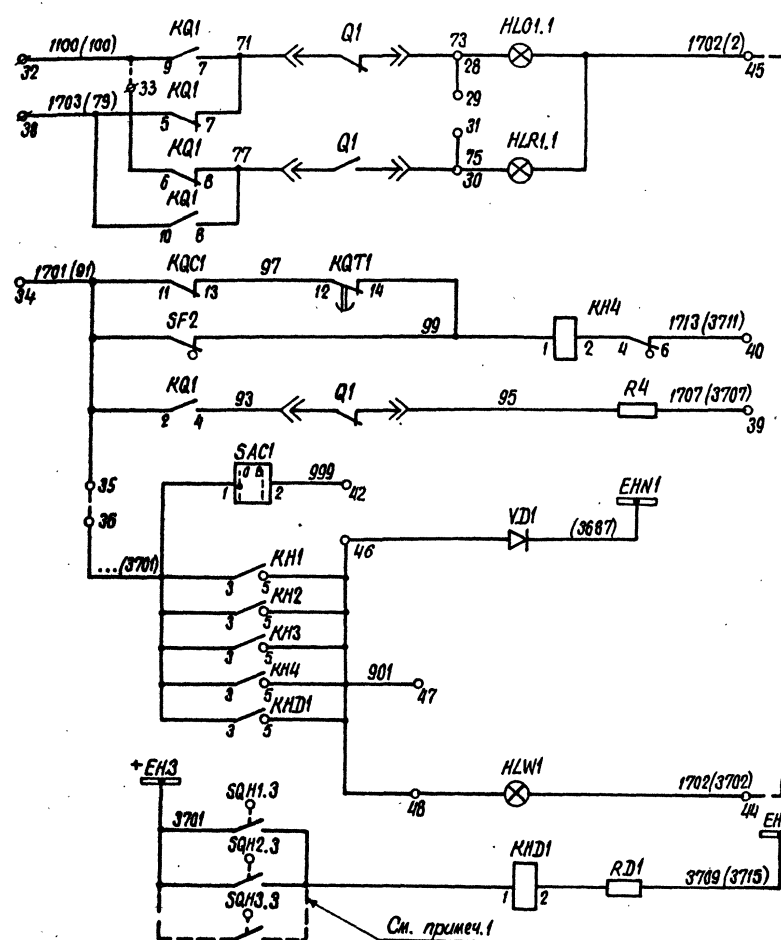 1100(100) KQ1 71 Q1 73 HLG1.1 1702(2)
32 9 7 28 45
33
1703(79) KQ1 29
38 5 7 31
KQ1 77 Q1 75 HLR1.1
6 8 30
KQ1
10 8
1701(91) KQC1 97 KQT1
34 11 13 12 14
SF2 99 KH4 1713(3711)
1 2 4 6 40
KQ1 93 Q1 95 R4 1707(3707)
2 4 39
SAC1
0 В
35 1 2 999 42
36
EHN1
VD1 (3687)
46
...(3701) KH1
3 5
KH2
3 5
KH3
3 5
KH4 901
3 5 47
KHD1
3 5
HLW1 1702(3702)
48 44
+EH3 EH
SQH1.3
3701
SQH2.3 KHD1 RD1 3709(3715)
1 2
SQH3.3
См. примеч.1